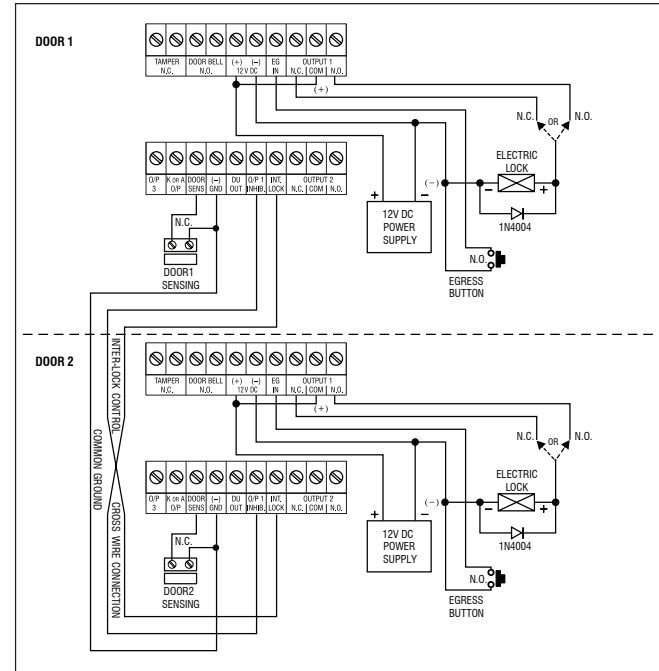 DOOR 1
TAMPER DOOR BELL (+) (-) EG OUTPUT 1
N.C. N.O. 12V DC IN N.C. COM N.O.
(+)
N.C. OR N.O.
O/P K OR A DOOR (-) DU O/P 1 INT. OUTPUT 2
3 O/P SENS GND OUT INHIB. LOCK N.C. COM N.O.
ELECTRIC
LOCK
(-) - +
+ -
12V DC
POWER
SUPPLY
1N4004
N.C.
DOOR1
SENSING
N.O.
EGRESS
BUTTON
INTER-LOCK CONTROL
COMMON GROUND
CROSS WIRE CONNECTION
DOOR 2
TAMPER DOOR BELL (+) (-) EG OUTPUT 1
N.C. N.O. 12V DC IN N.C. COM N.O.
(+)
N.C. OR N.O.
O/P K OR A DOOR (-) DU O/P 1 INT. OUTPUT 2
3 O/P SENS GND OUT INHIB. LOCK N.C. COM N.O.
ELECTRIC
LOCK
(-) - +
+ -
12V DC
POWER
SUPPLY
1N4004
N.C.
DOOR2
SENSING
N.O.
EGRESS
BUTTON